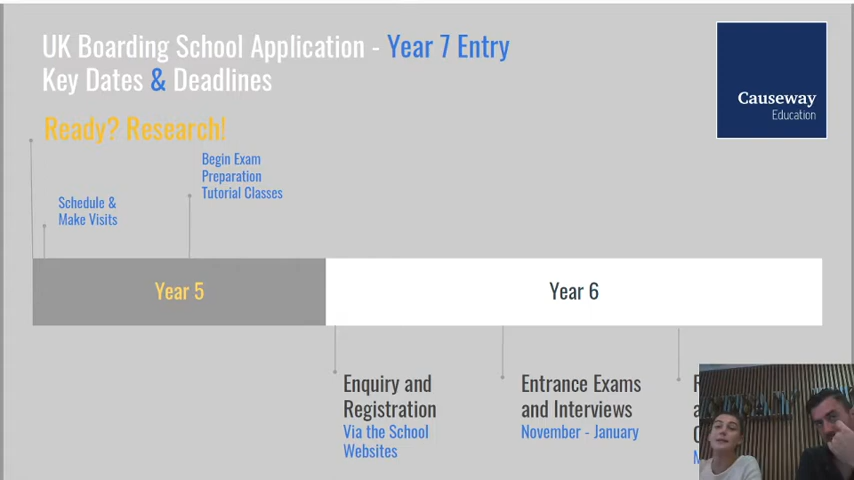 UK Boarding School Application - Year 7 Entry
Key Dates & Deadlines
Causeway
Education
Ready? Research!
Begin Exam
Preparation
Tutorial Classes
Schedule &
Make Visits
Year 5
Year 6
Enquiry and
Registration
Via the School
Websites
Entrance Exams
and Interviews
November - January